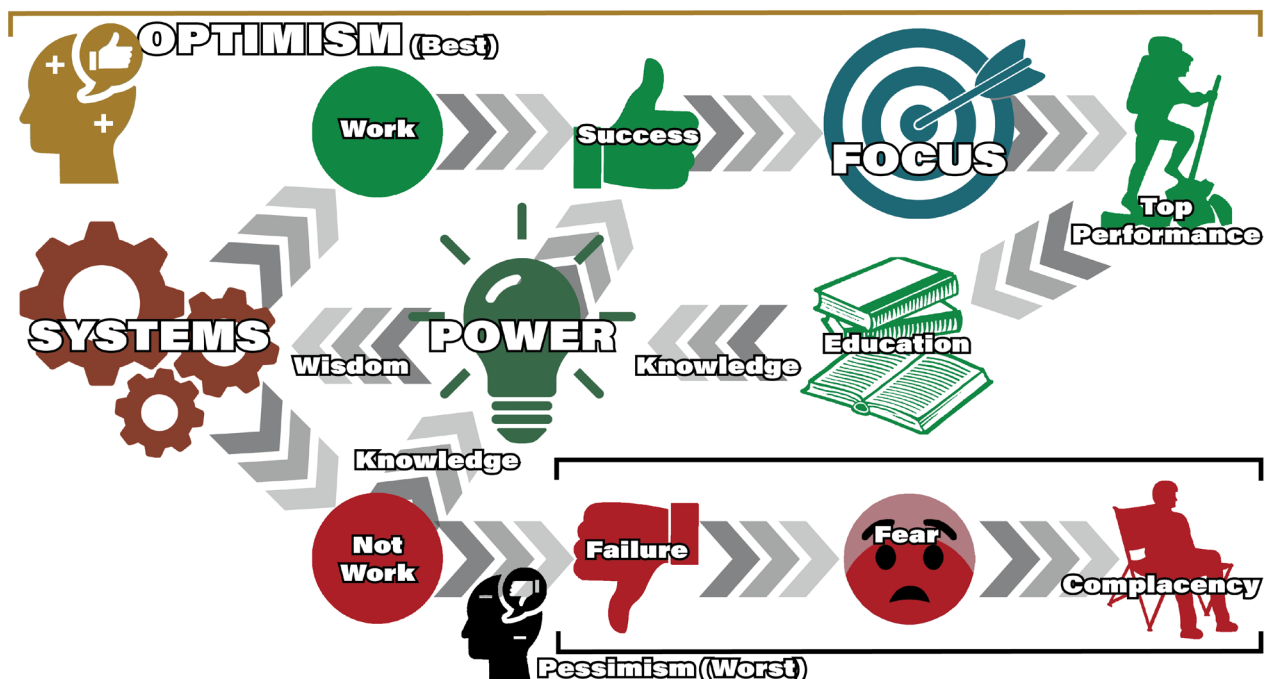 OPTIMISM (Best)
Work
Success
FOCUS
Top
Performance
SYSTEMS
Wisdom
POWER
Knowledge
Education
Knowledge
Not
Work
Failure
Fear
Complacency
Pessimism (Worst)